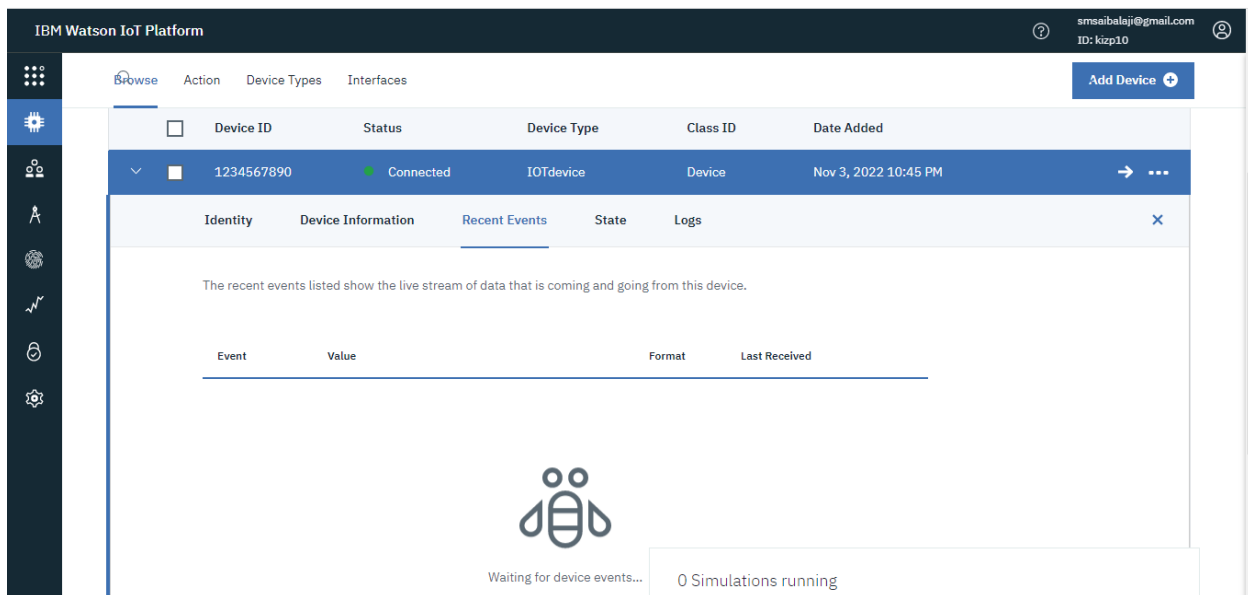 IBM Watson IoT Platform
smsaibalaji@gmail.com
ID: kizp10
Browse Action Device Types Interfaces
Add Device
Device ID Status Device Type Class ID Date Added
1234567890 Connected IOTdevice Device Nov 3, 2022 10:45 PM
Identity Device Information Recent Events State Logs
The recent events listed show the live stream of data that is coming and going from this device.
Event Value Format Last Received
Waiting for device events...
0 Simulations running